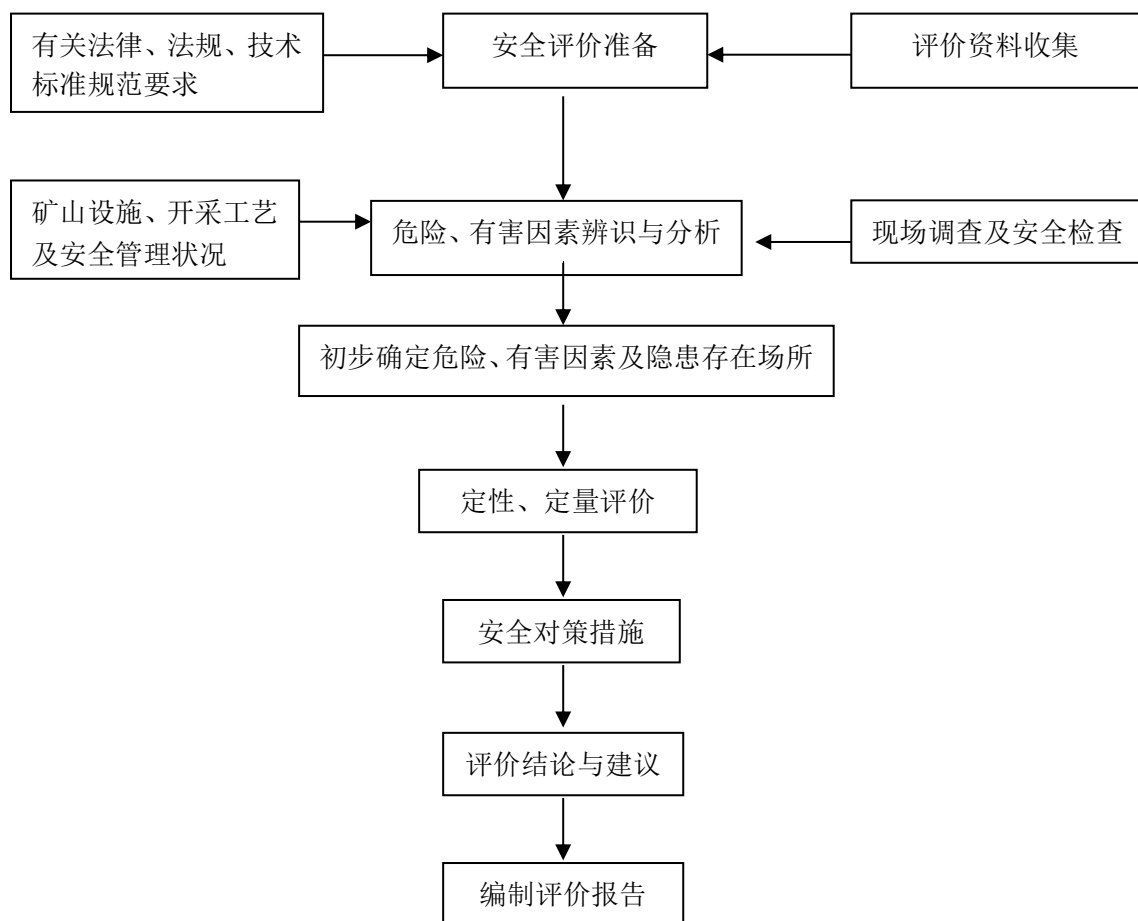 有关法律、法规、技术
标准规范要求
安全评价准备
评价资料收集
矿山设施、开采工艺
及安全管理状况
危险、有害因素辨识与分析
现场调查及安全检查
初步确定危险、有害因素及隐患存在场所
定性、定量评价
安全对策措施
评价结论与建议
编制评价报告